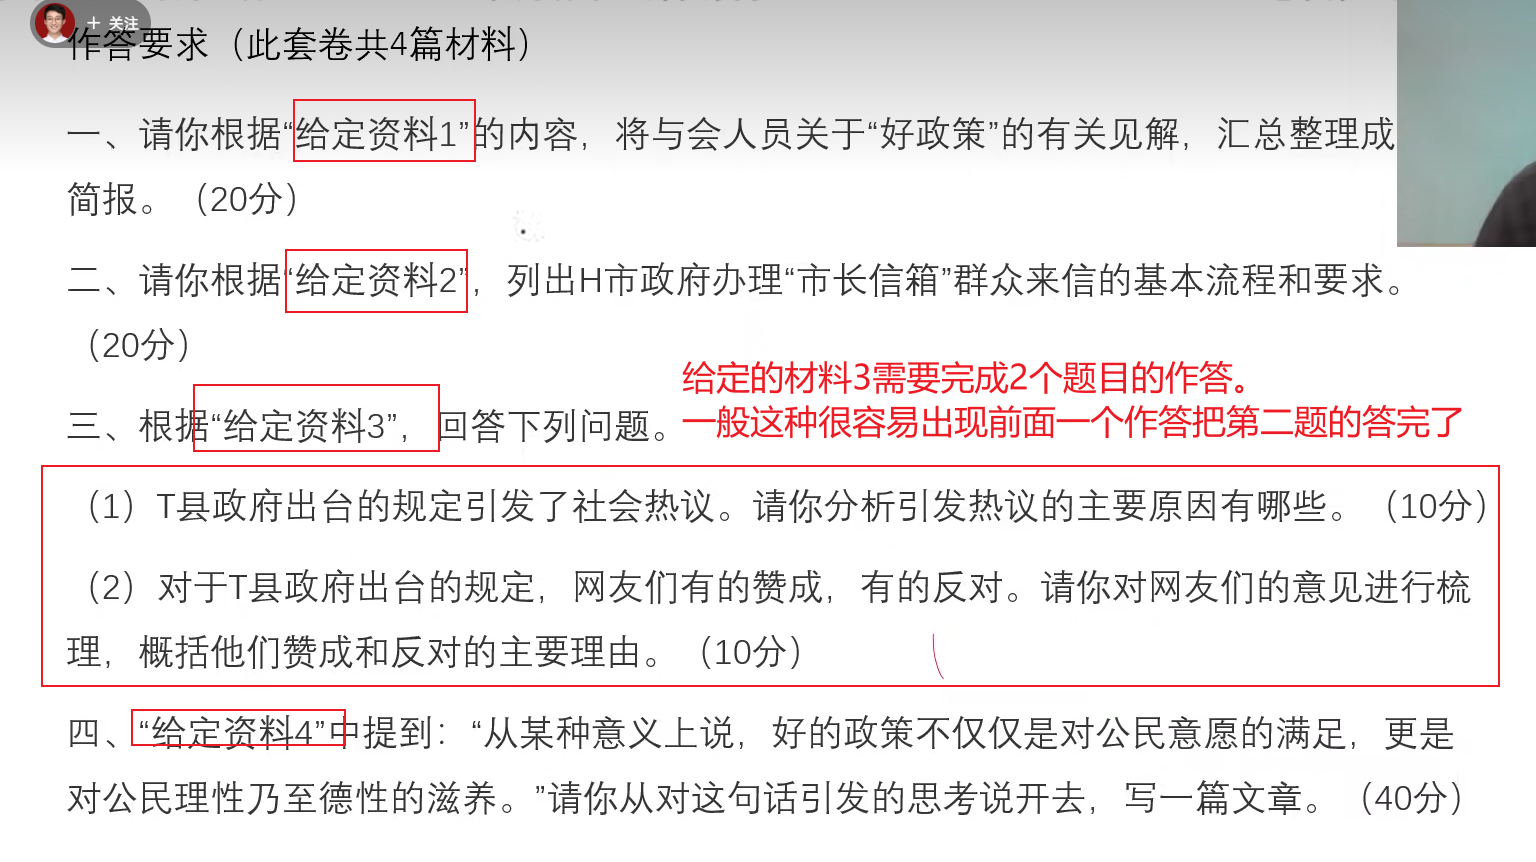 + 关注
作答要求（此套卷共4篇材料）
一、请你根据“给定资料1”的内容，将与会人员关于“好政策”的有关见解，汇总整理成
简报。（20分）
二、请你根据“给定资料2”，列出H市政府办理“市长信箱”群众来信的基本流程和要求。
（20分）
给定的材料3需要完成2个题目的作答。
三、根据“给定资料3”，回答下列问题。
一般这种很容易出现前面一个作答把第二题的答完了
（1）T县政府出台的规定引发了社会热议。请你分析引发热议的主要原因有哪些。（10分）
（2）对于T县政府出台的规定，网友们有的赞成，有的反对。请你对网友们的意见进行梳
理，概括他们赞成和反对的主要理由。（10分）
四、“给定资料4”中提到：“从某种意义上说，好的政策不仅仅是对公民意愿的满足，更是
对公民理性乃至德性的滋养。”请你从对这句话引发的思考说开去，写一篇文章。（40分）